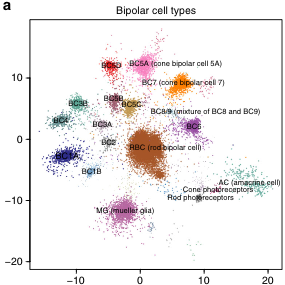 a
Bipolar cell types
BC5D
BC5A (cone bipolar cell 5A)
BC7 (cone bipolar cell 7)
10
BC3B
BC5B
BC5C
BC8/9 (mixture of BC8 and BC9)
BC3A
BC6
0
BC2
RBC (rod bipolar cell)
BC1A
BC1B
AC (amacrine cell)
Cone photoreceptors
Rod photoreceptors
−10
MG (mueller glia)
−20
−10
0
10
20